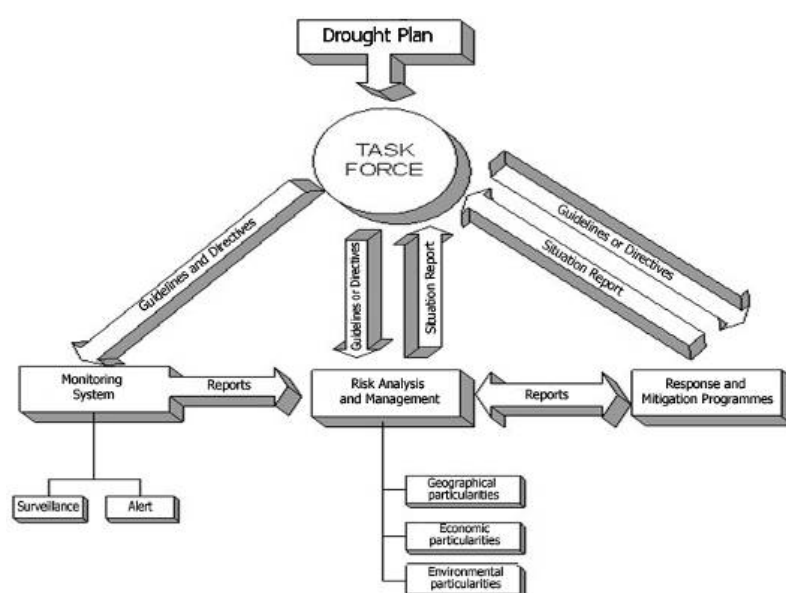 Drought Plan
TASK
FORCE
Guidelines and Directives
Guidelines or Directives
Situation Report
Guidelines or Directives
Situation Report
Monitoring
System
Reports
Risk Analysis
and Management
Reports
Response and
Mitigation Programmes
Surveillance
Alert
Geographical
particularities
Economic
particularities
Environmental
particularities